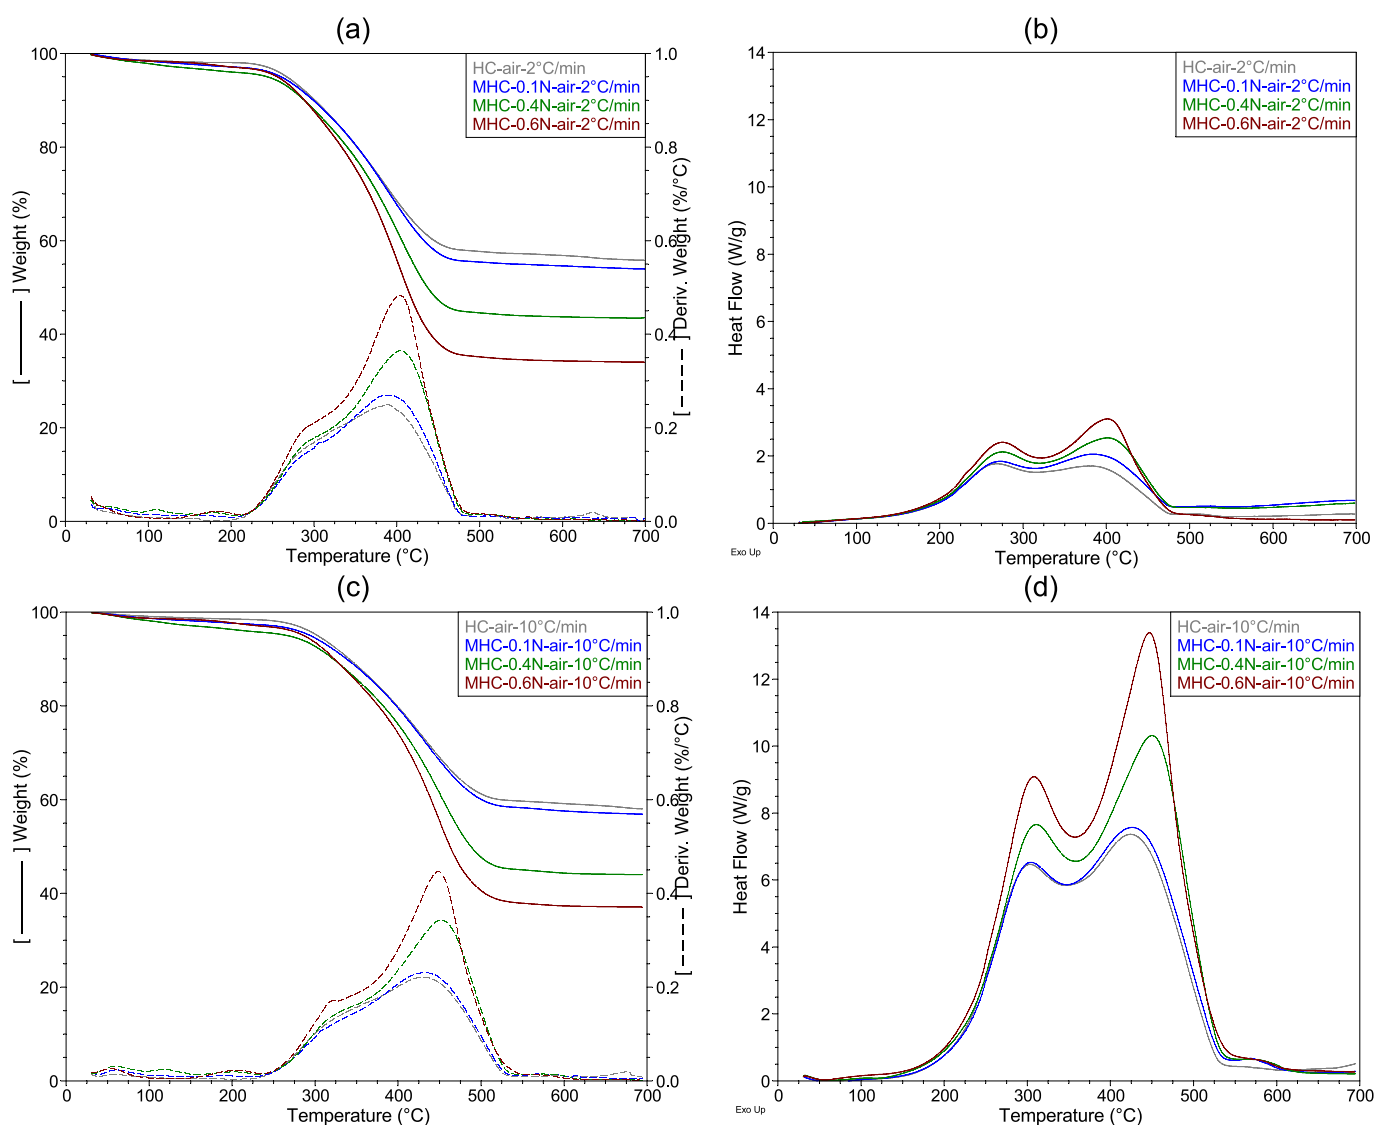 (a)
100
80
60
40
20
0
1.0
0.8
0.6
0.4
0.2
0.0
0
100
200
300
400
500
600
700
[ ] Weight (%)
[ ] Deriv. Weight (%/°C)
Temperature (°C)
HC-air-2°C/min
MHC-0.1N-air-2°C/min
MHC-0.4N-air-2°C/min
MHC-0.6N-air-2°C/min
(b)
14
12
10
8
6
4
2
0
0
100
200
300
400
500
600
700
Heat Flow (W/g)
Exo Up
Temperature (°C)
HC-air-2°C/min
MHC-0.1N-air-2°C/min
MHC-0.4N-air-2°C/min
MHC-0.6N-air-2°C/min
(c)
100
80
60
40
20
0
1.0
0.8
0.6
0.4
0.2
0.0
0
100
200
300
400
500
600
700
[ ] Weight (%)
[ ] Deriv. Weight (%/°C)
Temperature (°C)
HC-air-10°C/min
MHC-0.1N-air-10°C/min
MHC-0.4N-air-10°C/min
MHC-0.6N-air-10°C/min
(d)
14
12
10
8
6
4
2
0
0
100
200
300
400
500
600
700
Heat Flow (W/g)
Exo Up
Temperature (°C)
HC-air-10°C/min
MHC-0.1N-air-10°C/min
MHC-0.4N-air-10°C/min
MHC-0.6N-air-10°C/min